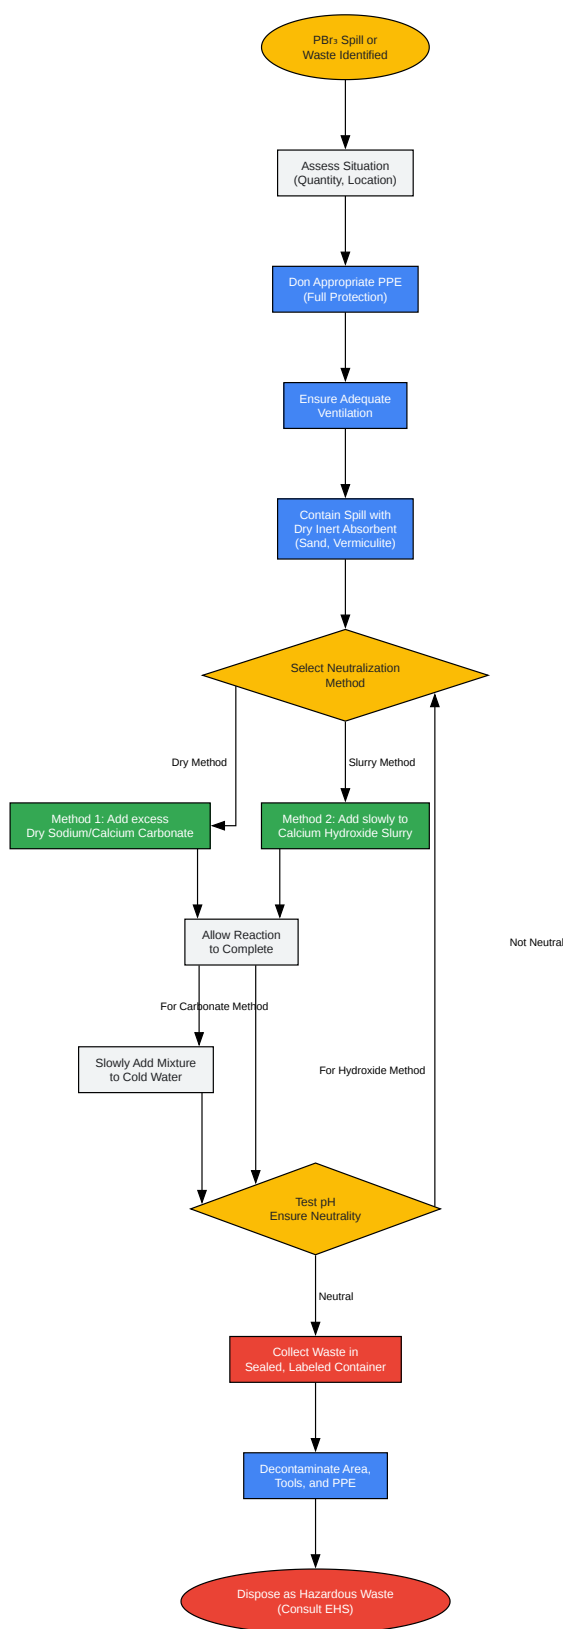 PBr₃ Spill or
Waste Identified
Assess Situation
(Quantity, Location)
Don Appropriate PPE
(Full Protection)
Ensure Adequate
Ventilation
Contain Spill with
Dry Inert Absorbent
(Sand, Vermiculite)
Select Neutralization
Method
Dry Method
Slurry Method
Method 1: Add excess
Dry Sodium/Calcium Carbonate
Method 2: Add slowly to
Calcium Hydroxide Slurry
Allow Reaction
to Complete
Not Neutral
For Carbonate Method
Slowly Add Mixture
to Cold Water
For Hydroxide Method
Test pH
Ensure Neutrality
Neutral
Collect Waste in
Sealed, Labeled Container
Decontaminate Area,
Tools, and PPE
Dispose as Hazardous Waste
(Consult EHS)